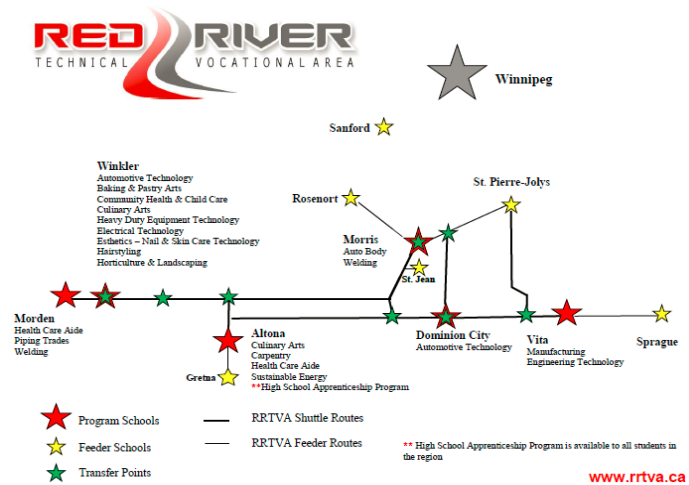 RED RIVER
TECHNICAL VOCATIONAL AREA
Winnipeg
Sanford
Winkler
Automotive Technology
Baking & Pastry Arts
Community Health & Child Care
Culinary Arts
Heavy Duty Equipment Technology
Electrical Technology
Esthetics – Nail & Skin Care Technology
Hairstyling
Horticulture & Landscaping
St. Pierre-Jolys
Rosenort
Morris
Auto Body
Welding
St. Jean
Morden
Health Care Aide
Piping Trades
Welding
Altona
Culinary Arts
Carpentry
Health Care Aide
Sustainable Energy
**High School Apprenticeship Program
Gretna
Dominion City
Automotive Technology
Vita
Manufacturing
Engineering Technology
Sprague
Program Schools
Feeder Schools
Transfer Points
RRTVA Shuttle Routes
RRTVA Feeder Routes
** High School Apprenticeship Program is available to all students in
the region
www.rrtva.ca